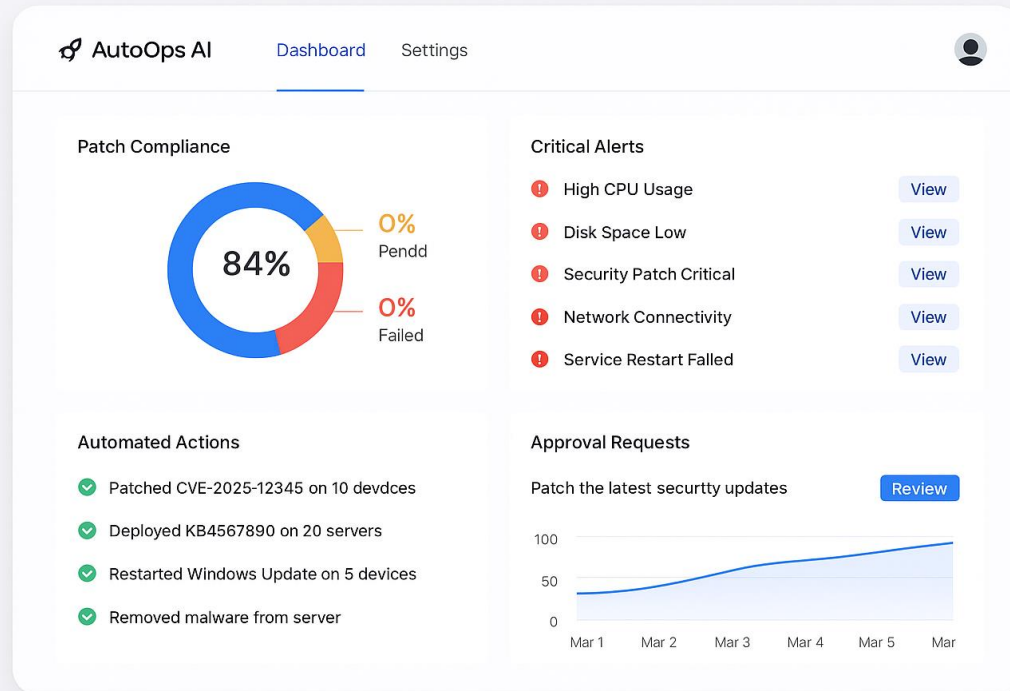 AutoOps AI
Dashboard
Settings
Patch Compliance
84%
0%
Pendd
0%
Failed
Critical Alerts
High CPU Usage
View
Disk Space Low
View
Security Patch Critical
View
Network Connectivity
View
Service Restart Falled
View
Automated Actions
Patched CVE-2025-12345 on 10 devdces
Deployed KB4567890 on 20 servers
Restarted Windows Update on 5 devices
Removed malware from server
Approval Requests
Patch the latest securtty updates
Review
100
50
0
Mar 1 Mar 2 Mar 3 Mar 4 Mar 5 Mar